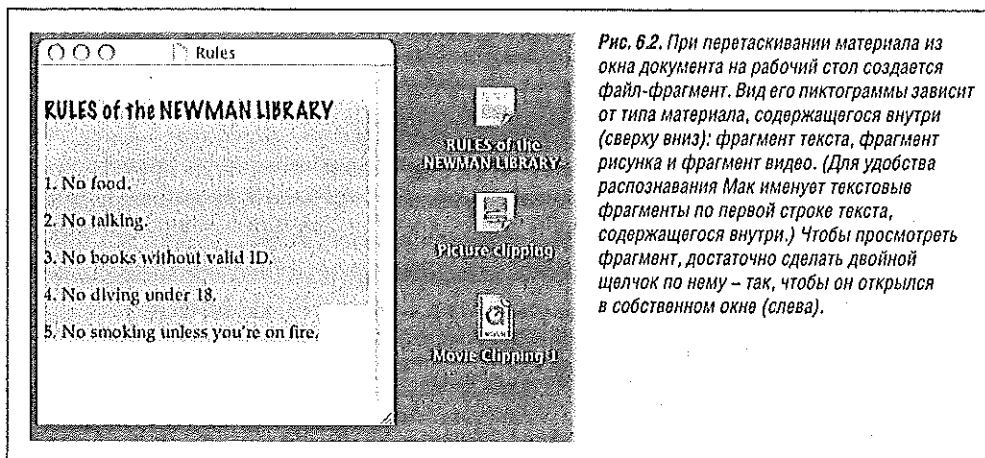 Rules
RULES of the NEWMAN LIBRARY
1. No food.
2. No talking.
3. No books without valid ID.
4. No diving under 18.
5. No smoking unless you're on fire.
RULES of the
NEWMAN LIBRARY
Picture clipping
Movie Clipping 1
Рис. 6.2. При перетаскивании материала из
окна документа на рабочий стол создается
файл-фрагмент. Вид его пиктограммы зависит
от типа материала, содержащегося внутри
(сверху вниз): фрагмент текста, фрагмент
рисунка и фрагмент видео. (Для удобства
распознавания Мак именует текстовые
фрагменты по первой строке текста,
содержащегося внутри.) Чтобы просмотреть
фрагмент, достаточно сделать двойной
щелчок по нему – так, чтобы он открылся
в собственном окне (слева).